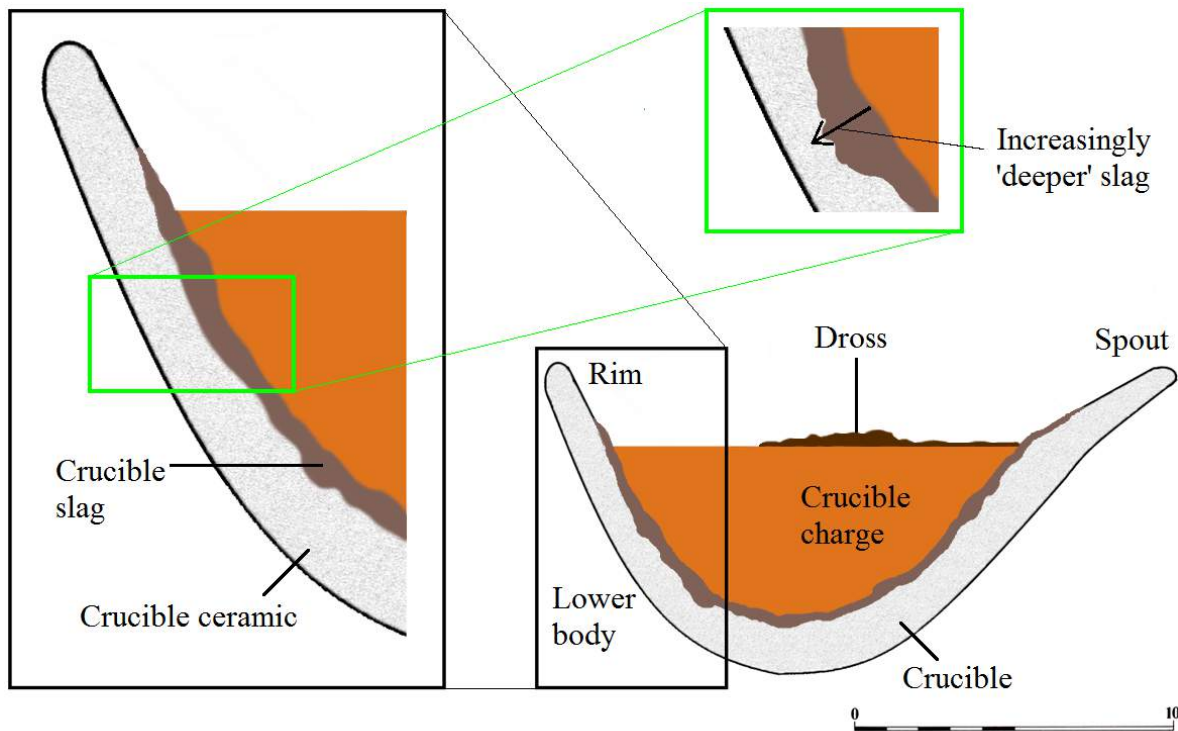 Increasingly
'deeper' slag
Dross
Spout
Rim
Crucible
slag
Crucible
charge
Crucible ceramic
Lower
body
Crucible
0
10